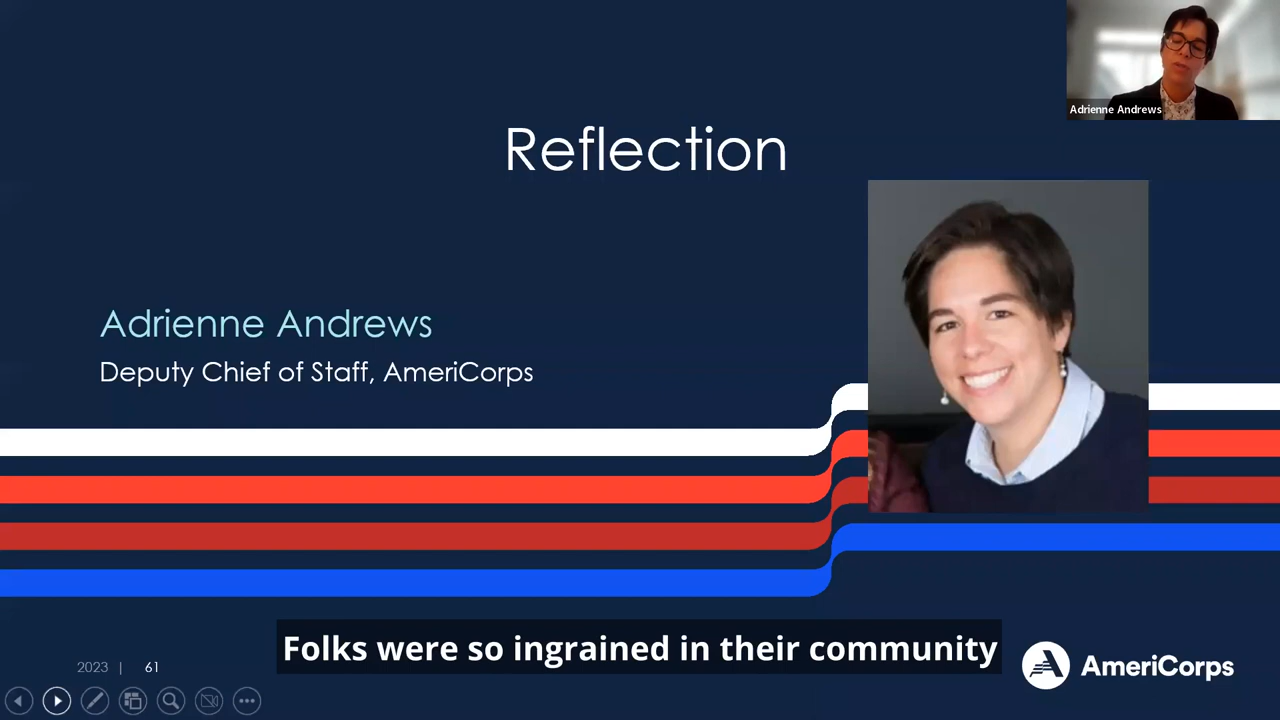 Adrienne Andrews
Reflection
Adrienne Andrews
Deputy Chief of Staff, AmeriCorps
Folks were so ingrained in their community
2023 | 61
AmeriCorps